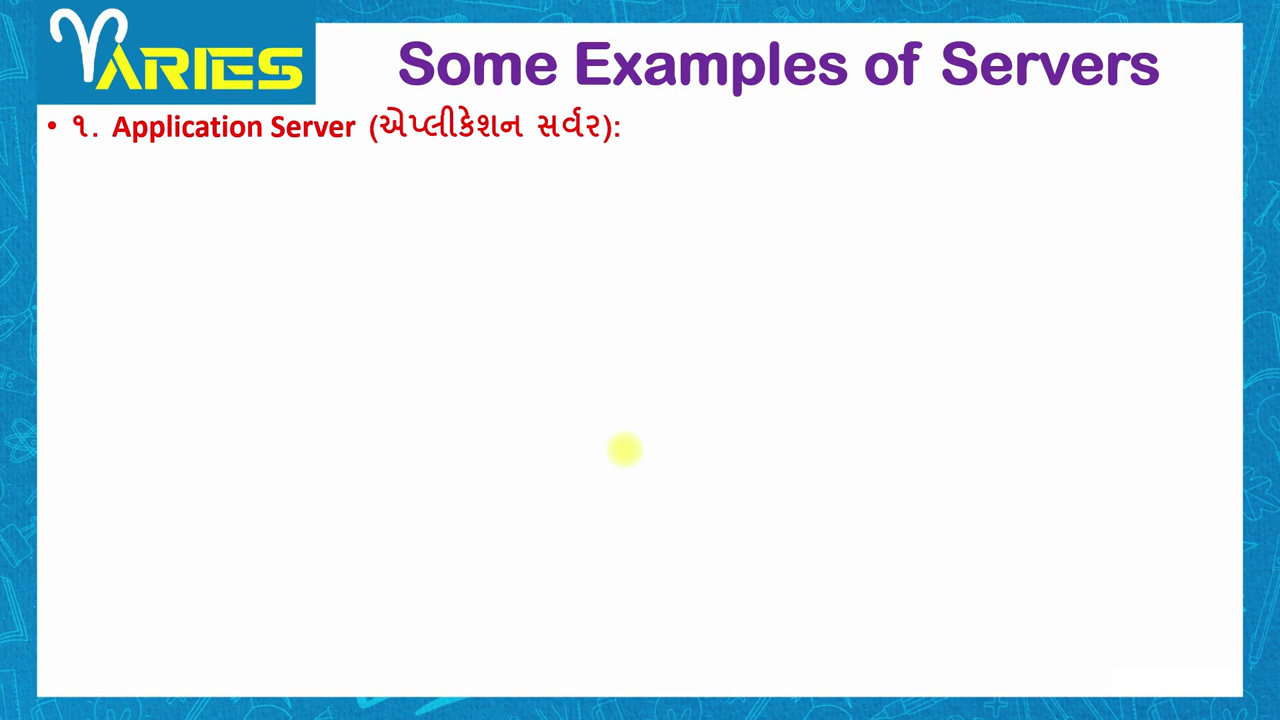 ARIES
Some Examples of Servers
• ૧. Application Server (એપ્લીકેશન સર્વર):